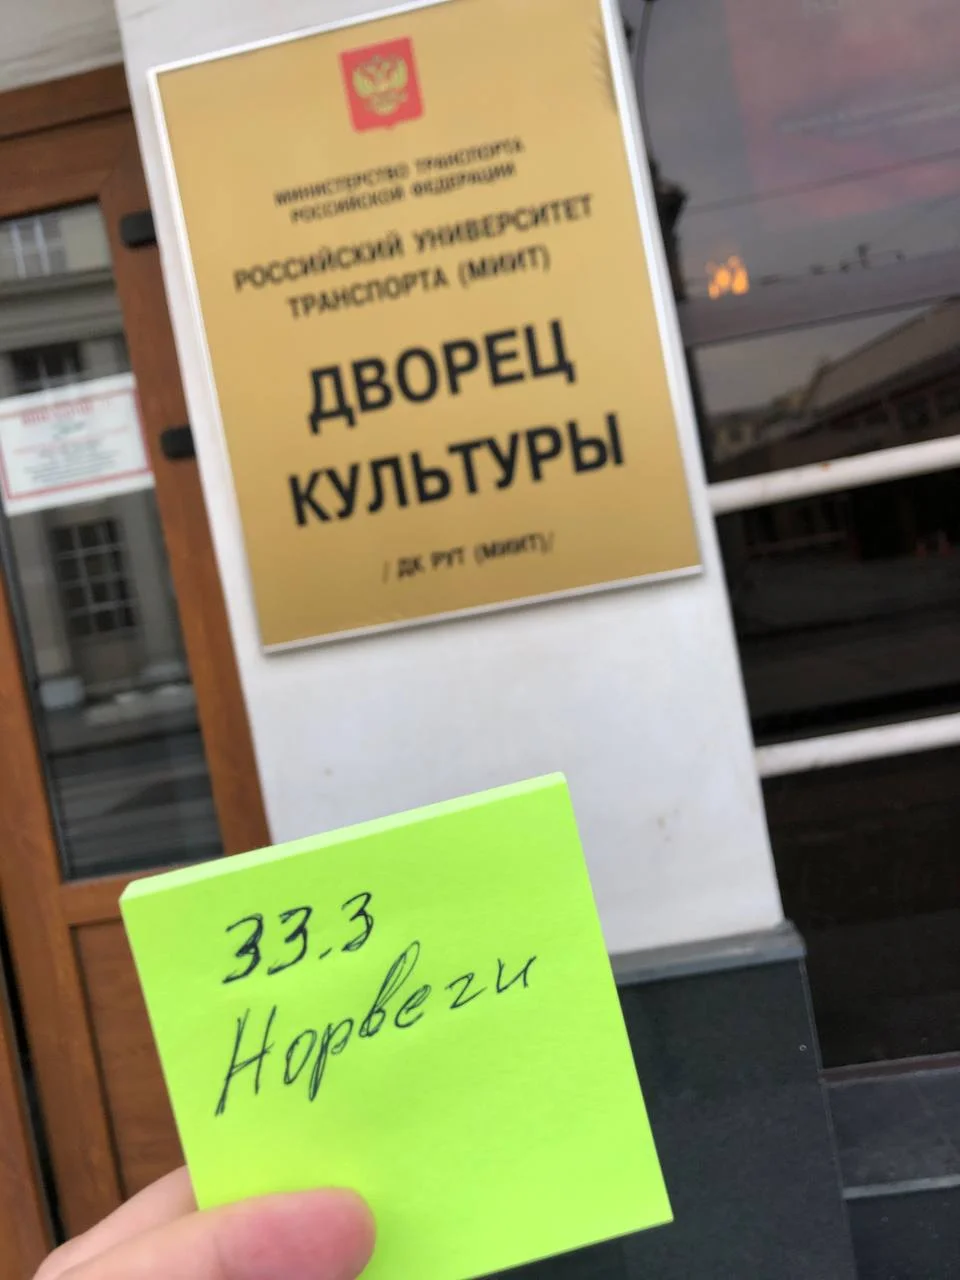 МИНИСТЕРСТВО ТРАНСПОРТА
РОССИЙСКОЙ ФЕДЕРАЦИИ
РОССИЙСКИЙ УНИВЕРСИТЕТ
ТРАНСПОРТА (МИИТ)
ДВОРЕЦ
КУЛЬТУРЫ
/ ДК РУТ (МИИТ)/
33.3
Норвеги